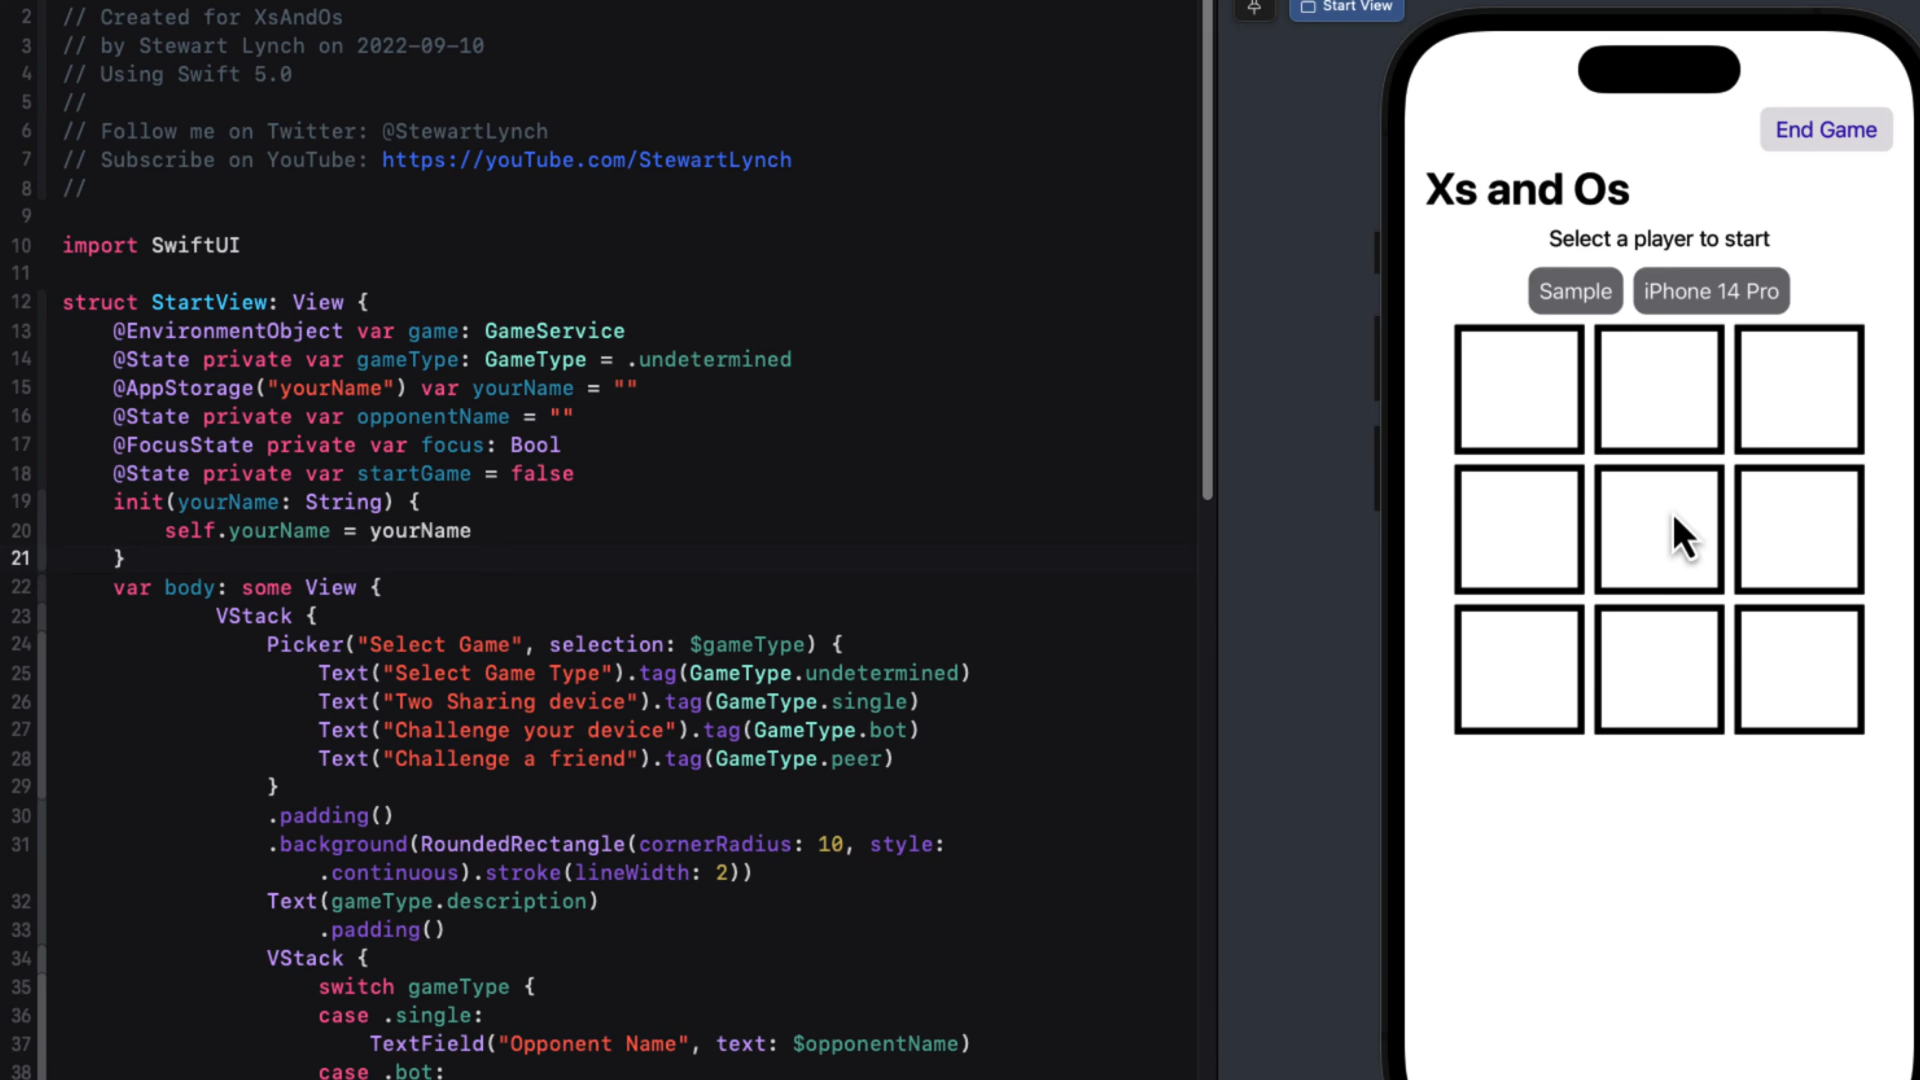 2 // Created for XsAndOs
3 // by Stewart Lynch on 2022-09-10
4 // Using Swift 5.0
5 //
6 // Follow me on Twitter: @StewartLynch
7 // Subscribe on YouTube: https://youTube.com/StewartLynch
8 //
9
10 import SwiftUI
11
12 struct StartView: View {
13 @EnvironmentObject var game: GameService
14 @State private var gameType: GameType = .undetermined
15 @AppStorage("yourName") var yourName = ""
16 @State private var opponentName = ""
17 @FocusState private var focus: Bool
18 @State private var startGame = false
19 init(yourName: String) {
20 self.yourName = yourName
21 }
22 var body: some View {
23 VStack {
24 Picker("Select Game", selection: $gameType) {
25 Text("Select Game Type").tag(GameType.undetermined)
26 Text("Two Sharing device").tag(GameType.single)
27 Text("Challenge your device").tag(GameType.bot)
28 Text("Challenge a friend").tag(GameType.peer)
29 }
30 .padding()
31 .background(RoundedRectangle(cornerRadius: 10, style:
.continuous).stroke(lineWidth: 2))
32 Text(gameType.description)
33 .padding()
34 VStack {
35 switch gameType {
36 case .single:
37 TextField("Opponent Name", text: $opponentName)
38 case .bot:
Start View
End Game
Xs and Os
Select a player to start
Sample
iPhone 14 Pro